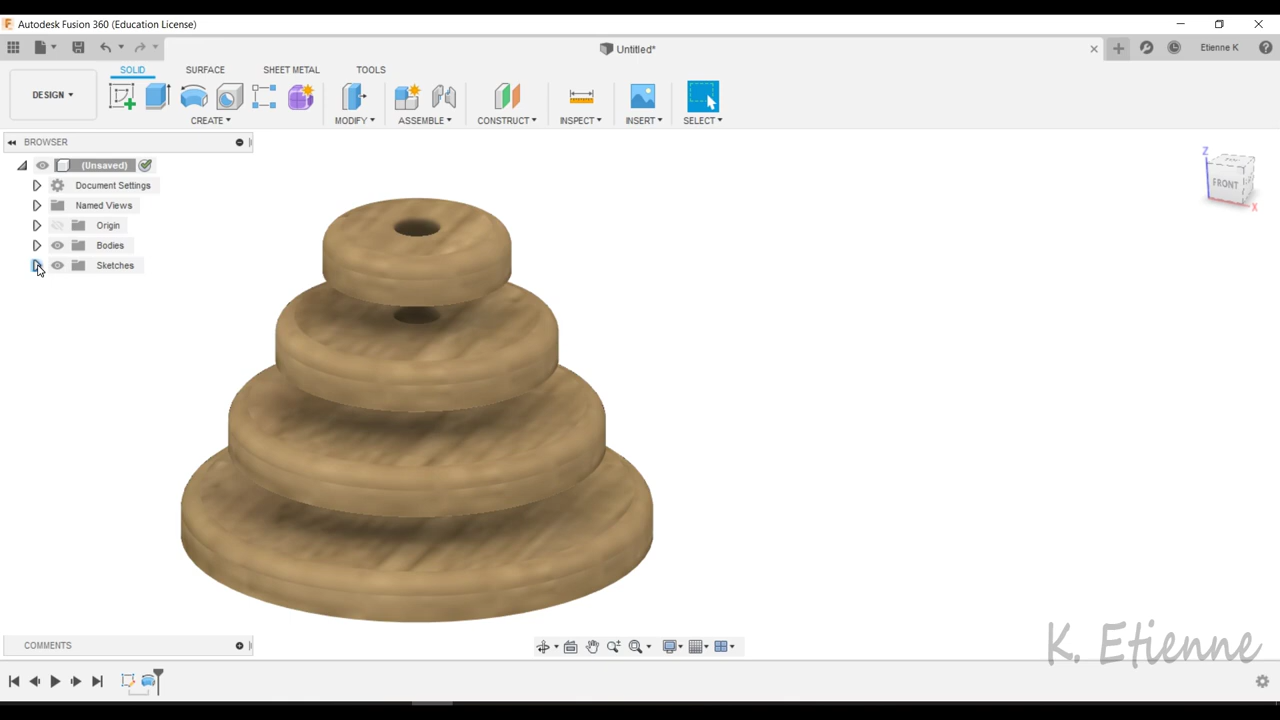 Autodesk Fusion 360 (Education License)
Untitled*
Etienne K
SOLID SURFACE SHEET METAL TOOLS
DESIGN
CREATE MODIFY ASSEMBLE CONSTRUCT INSPECT INSERT SELECT
BROWSER
(Unsaved)
Document Settings
Named Views
Origin
Bodies
Sketches
Z
FRONT
X
COMMENTS
K. Etienne